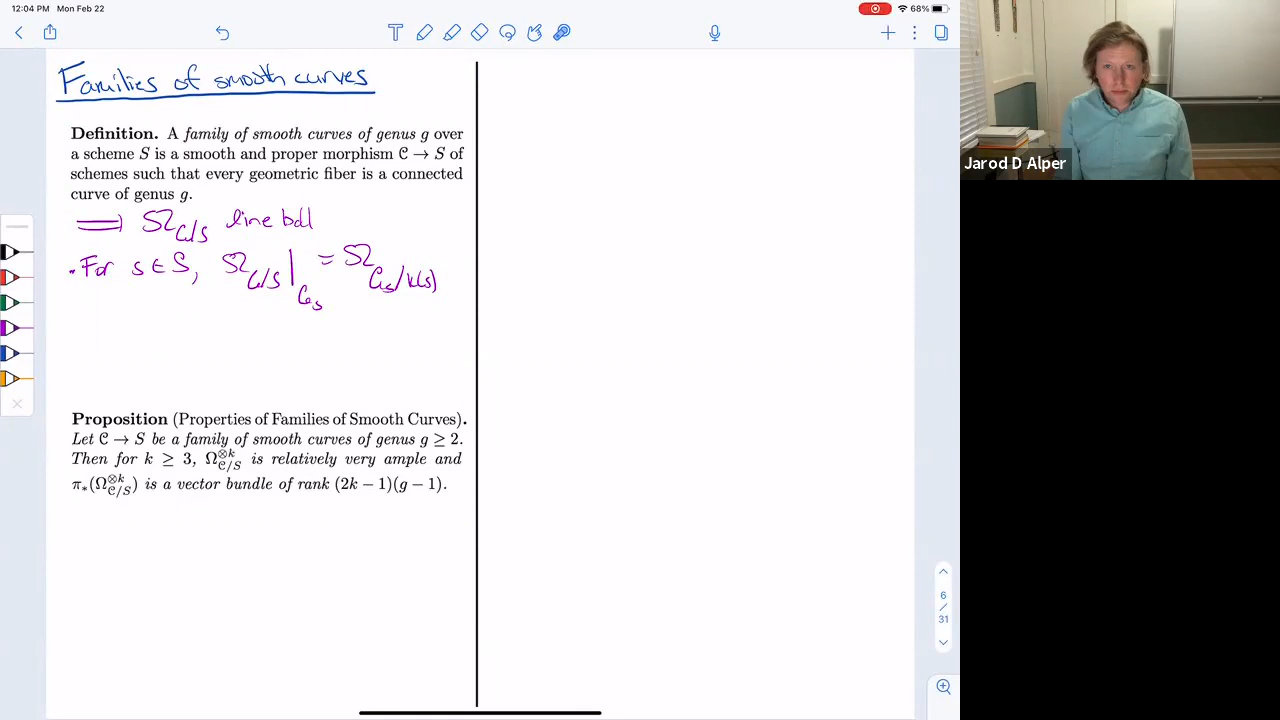 12:04 PM Mon Feb 22
68%
Families of smooth curves
Definition. A family of smooth curves of genus g over
a scheme S is a smooth and proper morphism 𝒞 → S of
schemes such that every geometric fiber is a connected
curve of genus g.
⟹ Ω_{𝒞/S} line bdl
• For s ∈ S, Ω_{𝒞/S}|_{𝒞_s} = Ω_{𝒞_s/k(s)}
Proposition (Properties of Families of Smooth Curves).
Let 𝒞 → S be a family of smooth curves of genus g ≥ 2.
Then for k ≥ 3, Ω^{⊗k}_{𝒞/S} is relatively very ample and
π_*(Ω^{⊗k}_{𝒞/S}) is a vector bundle of rank (2k − 1)(g − 1).
6
/
31
Jarod D Alper